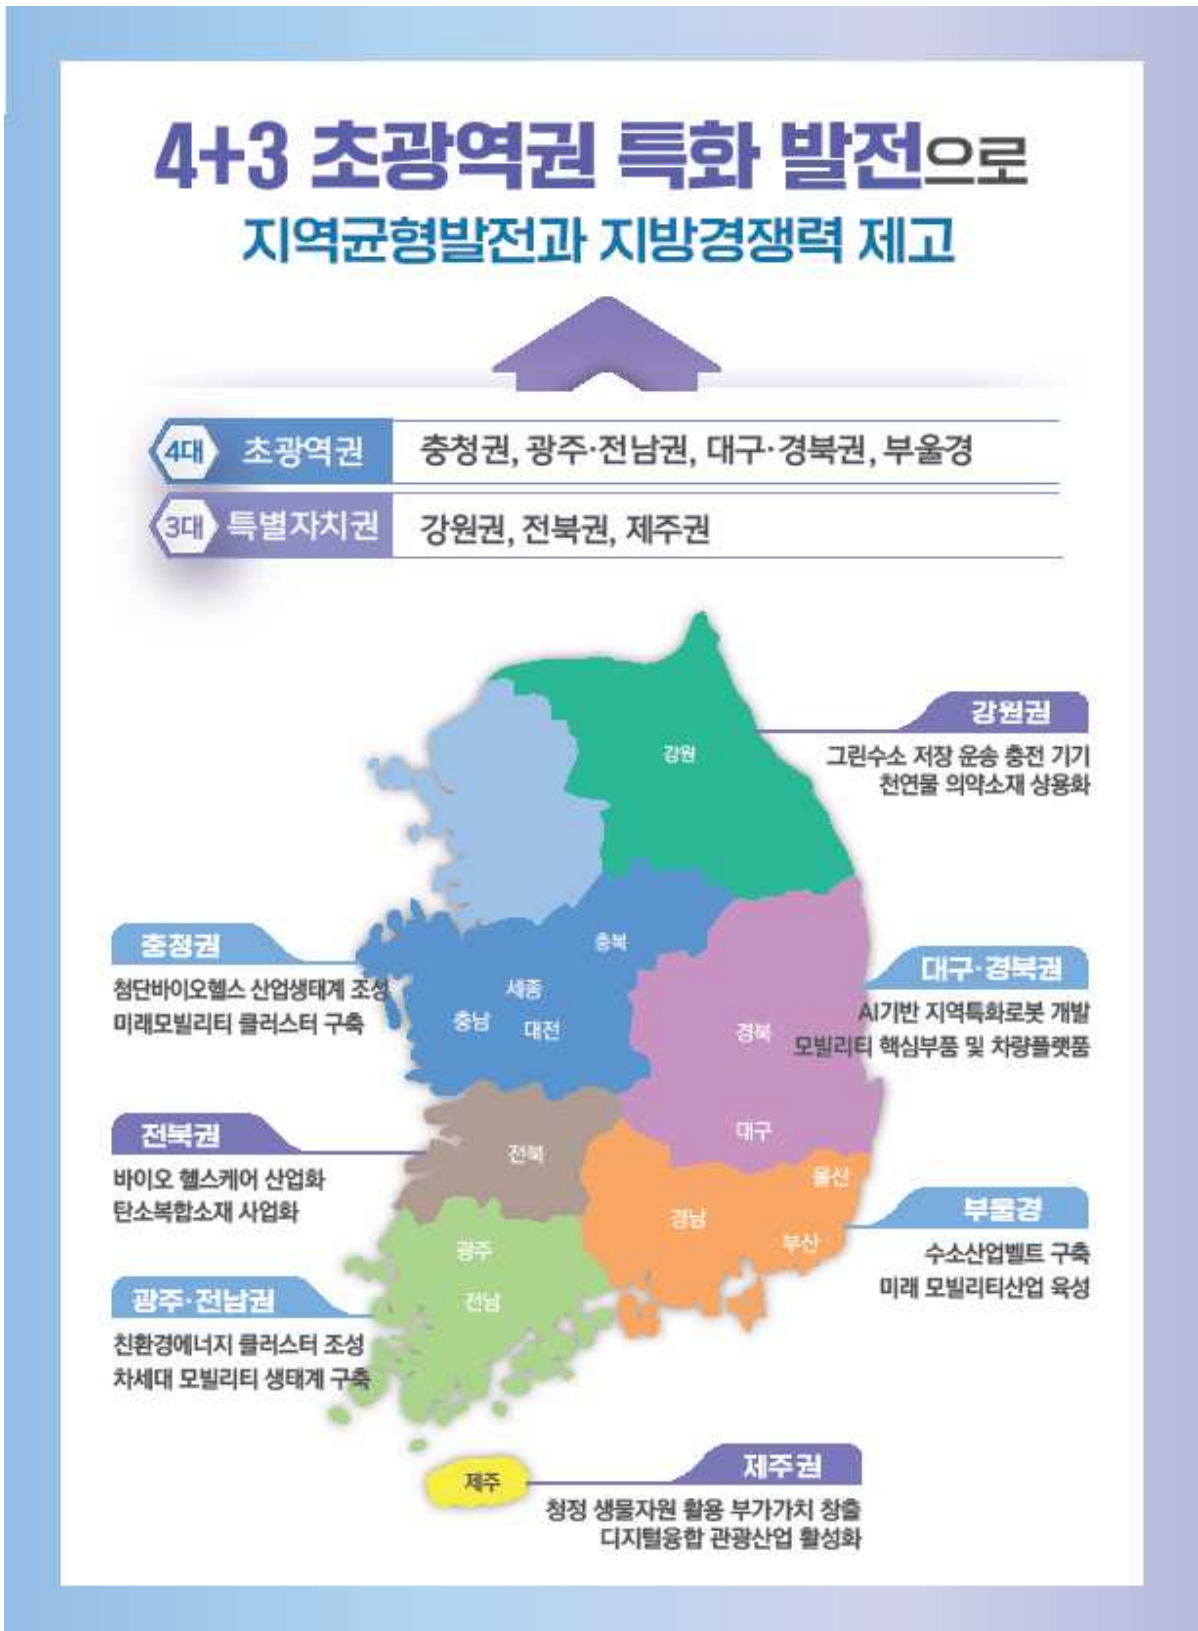 4+3 초광역권 특화 발전으로
지역균형발전과 지방경쟁력 제고
4대 초광역권 충청권, 광주·전남권, 대구·경북권, 부울경
3대 특별자치권 강원권, 전북권, 제주권
강원권
그린수소 저장 운송 충전 기기
천연물 의약소재 상용화
강원
충청권
첨단바이오헬스 산업생태계 조성
미래모빌리티 클러스터 구축
충북
세종
충남
대전
대구·경북권
AI기반 지역특화로봇 개발
모빌리티 핵심부품 및 차량플랫폼
경북
대구
전북권
바이오 헬스케어 산업화
탄소복합소재 사업화
전북
울산
경남
부산
부울경
수소산업벨트 구축
미래 모빌리티산업 육성
광주·전남권
친환경에너지 클러스터 조성
차세대 모빌리티 생태계 구축
광주
전남
제주
제주권
청정 생물자원 활용 부가가치 창출
디지털융합 관광산업 활성화